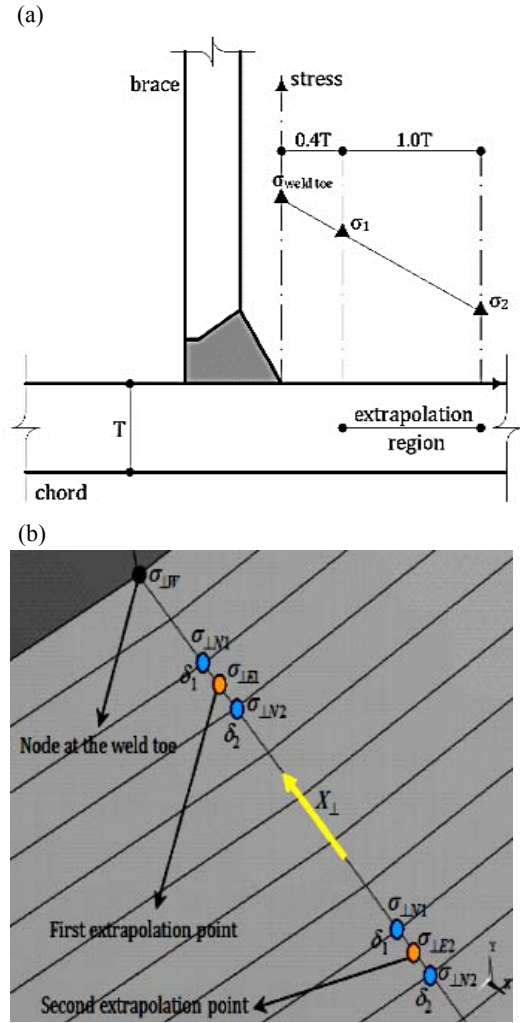 (a)
brace
stress
0.4T
1.0T
σweld toe
σ1
σ2
T
extrapolation
region
chord
(b)
σ⊥W
σ⊥N1
δ1
σ⊥E1
σ⊥N2
δ2
Node at the weld toe
X⊥
First extrapolation point
σ⊥N1
δ1
σ⊥E2
Y
σ⊥N2
X
δ2
Second extrapolation point